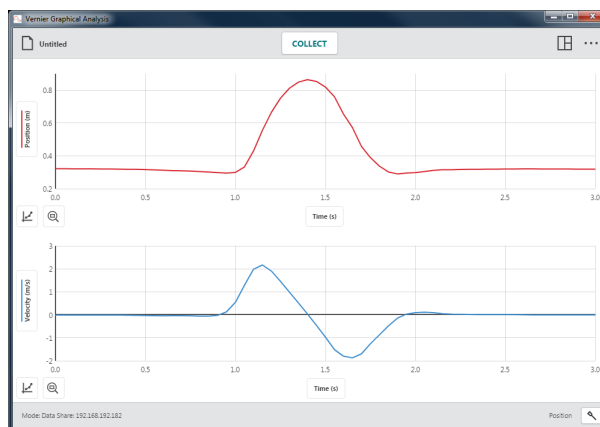 Vernier Graphical Analysis
Untitled
COLLECT
Position (m)
0.8
0.6
0.4
0.2
0.0 0.5 1.0 1.5 2.0 2.5 3.0
Time (s)
Velocity (m/s)
3
2
1
0
-1
-2
0.0 0.5 1.0 1.5 2.0 2.5 3.0
Time (s)
Mode: Data Share: 192.168.192.182
Position